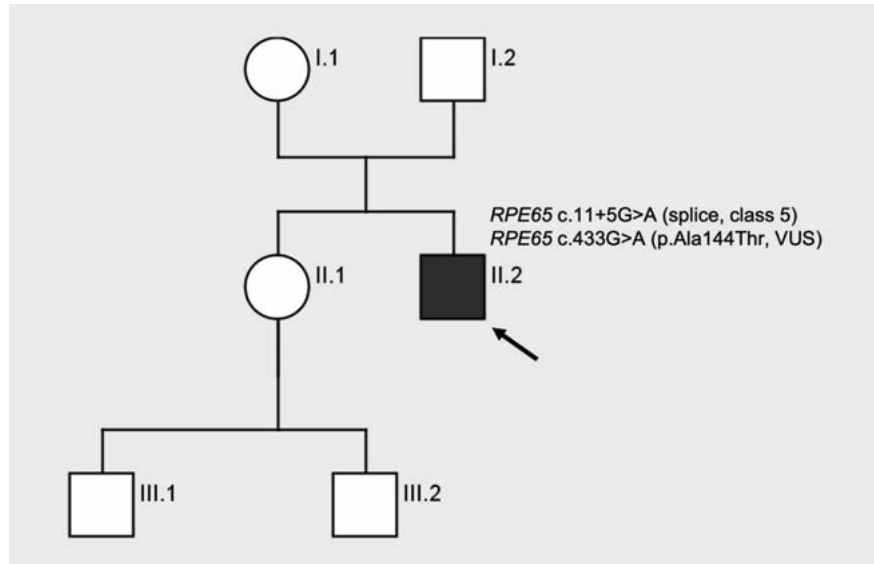 I.1
I.2
RPE65 c.11+5G>A (splice, class 5)
RPE65 c.433G>A (p.Ala144Thr, VUS)
II.1
II.2
III.1
III.2